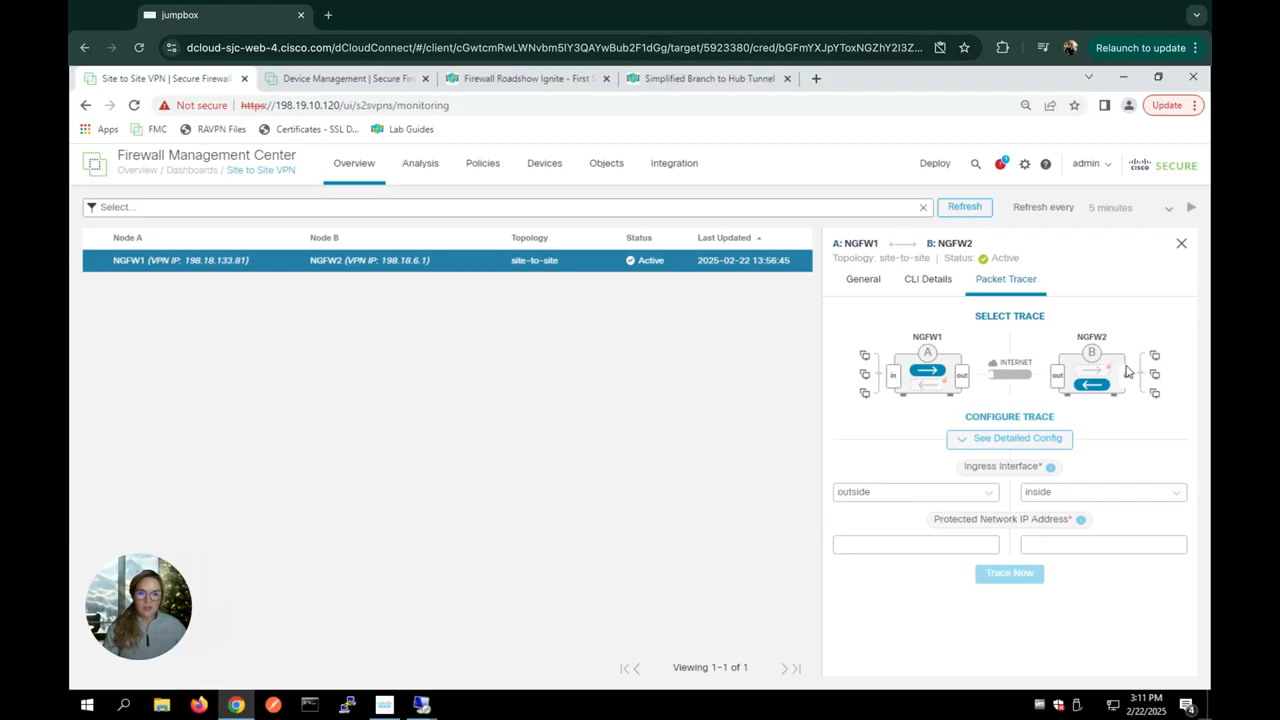 jumpbox
dcloud-sjc-web-4.cisco.com/dCloudConnect/#/client/cGwtcmRwLWNvbm5lY3QAYwBub2F1dGg/target/5923380/cred/bGFmYXJpYToxNGZhY2I3Z...
Relaunch to update
Site to Site VPN | Secure Firewall
Device Management | Secure Fire
Firewall Roadshow Ignite - First S
Simplified Branch to Hub Tunnel
Not secure
https://198.19.10.120/ui/s2svpns/monitoring
Update
Apps
FMC
RAVPN Files
Certificates - SSL D...
Lab Guides
Firewall Management Center
Overview / Dashboards / Site to Site VPN
Overview
Analysis
Policies
Devices
Objects
Integration
Deploy
admin
cisco SECURE
Select...
Refresh
Refresh every
5 minutes
Node A
Node B
Topology
Status
Last Updated
NGFW1 (VPN IP: 198.18.133.81)
NGFW2 (VPN IP: 198.18.6.1)
site-to-site
Active
2025-02-22 13:56:45
A: NGFW1
B: NGFW2
Topology: site-to-site | Status: Active
General
CLI Details
Packet Tracer
SELECT TRACE
NGFW1
NGFW2
A
B
INTERNET
in
out
out
CONFIGURE TRACE
See Detailed Config
Ingress Interface*
outside
inside
Protected Network IP Address*
Trace Now
Viewing 1-1 of 1
3:11 PM
2/22/2025
4